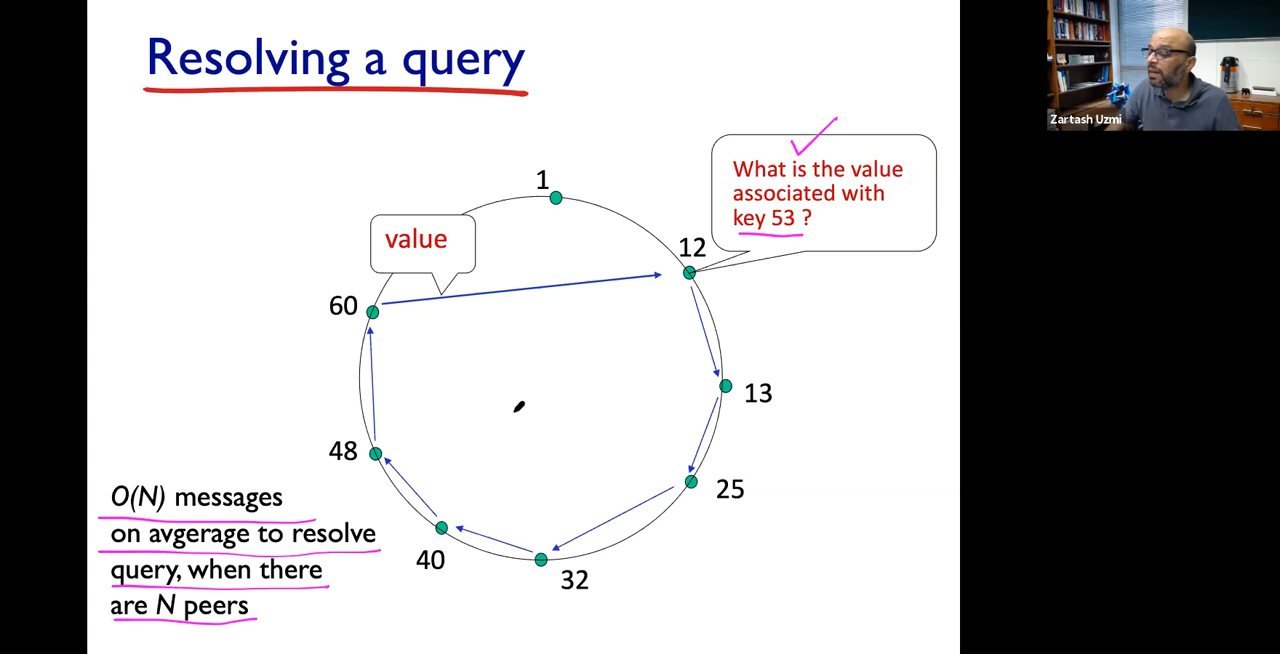 Resolving a query
Zartash Uzmi
What is the value
associated with
key 53 ?
1
value
12
60
13
48
25
O(N) messages
on avgerage to resolve
query, when there
are N peers
40
32